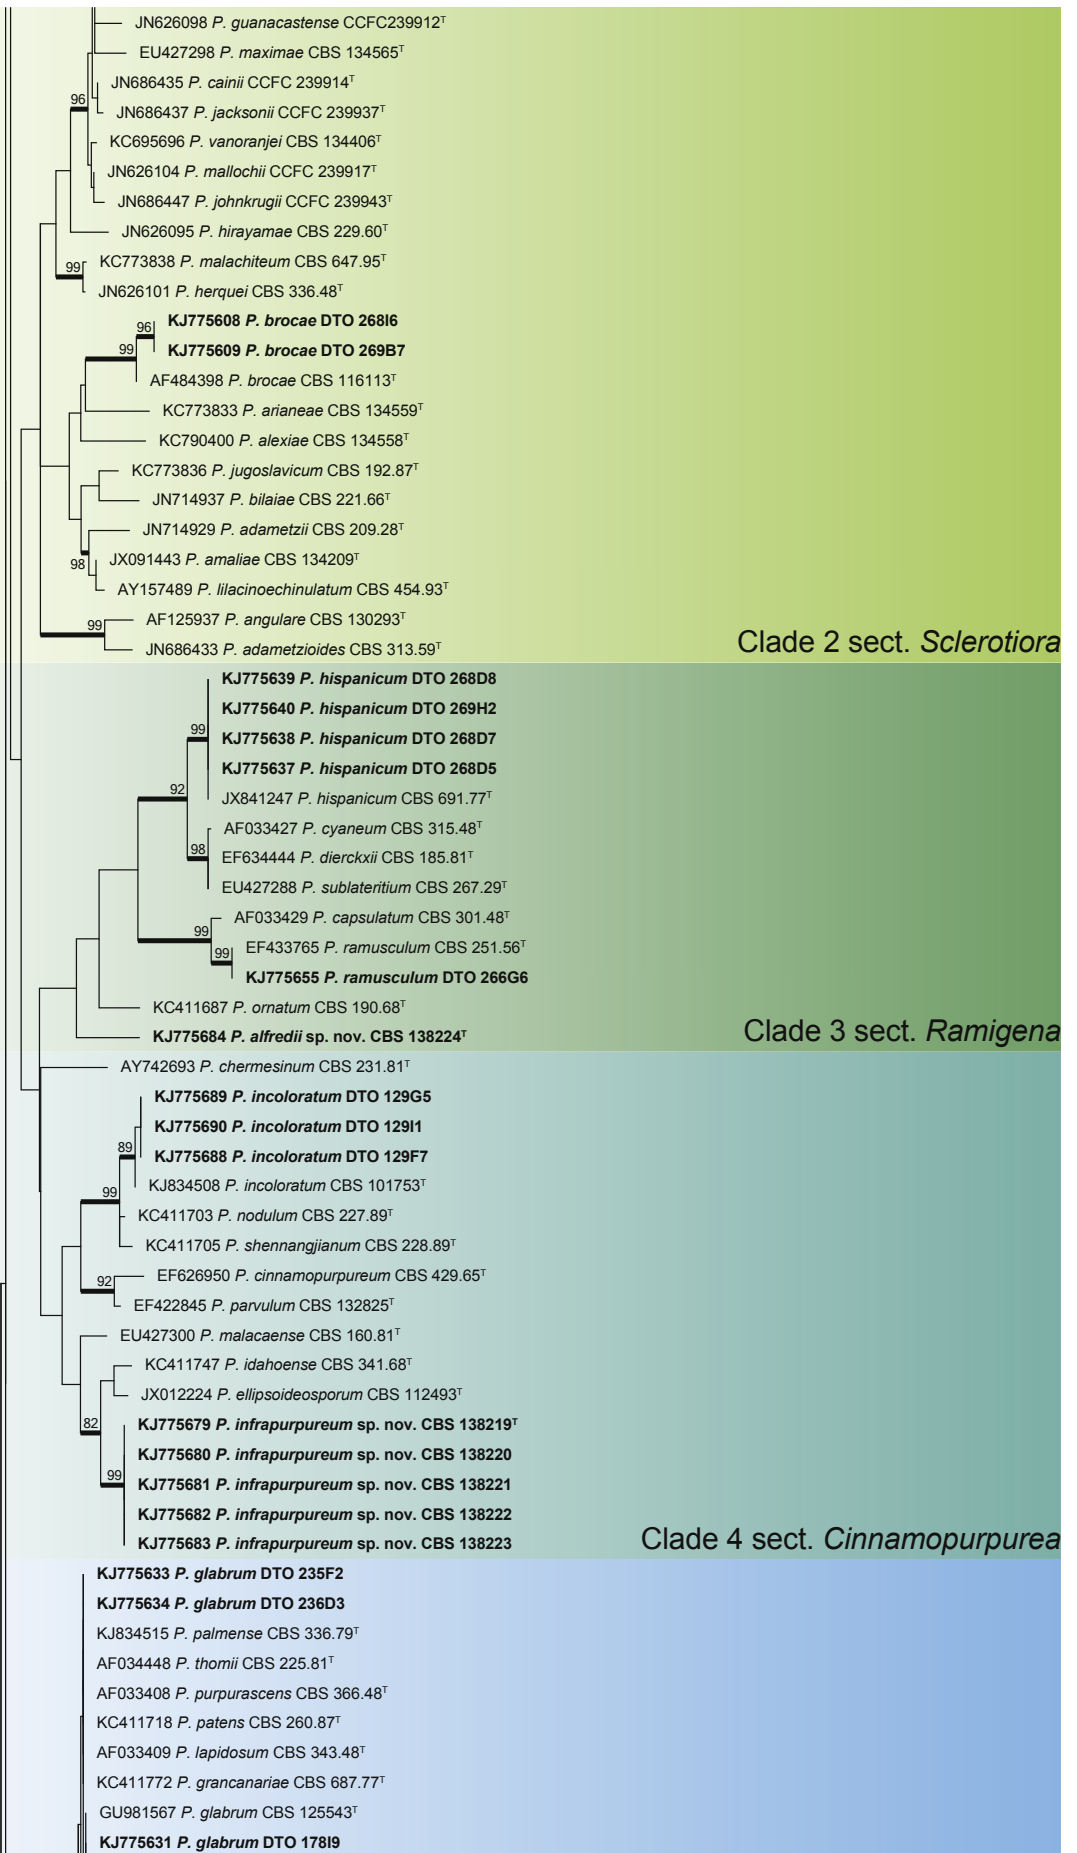 JN626098 P. guanacastense CCFC239912ᵀ
EU427298 P. maximae CBS 134565ᵀ
JN686435 P. cainii CCFC 239914ᵀ
96
JN686437 P. jacksonii CCFC 239937ᵀ
KC695696 P. vanoranjei CBS 134406ᵀ
JN626104 P. mallochii CCFC 239917ᵀ
JN686447 P. johnkrugii CCFC 239943ᵀ
JN626095 P. hirayamae CBS 229.60ᵀ
99 KC773838 P. malachiteum CBS 647.95ᵀ
JN626101 P. herquei CBS 336.48ᵀ
KJ775608 P. brocae DTO 268I6
96
99 KJ775609 P. brocae DTO 269B7
AF484398 P. brocae CBS 116113ᵀ
KC773833 P. arianeae CBS 134559ᵀ
KC790400 P. alexiae CBS 134558ᵀ
KC773836 P. jugoslavicum CBS 192.87ᵀ
JN714937 P. bilaiae CBS 221.66ᵀ
JN714929 P. adametzii CBS 209.28ᵀ
98 JX091443 P. amaliae CBS 134209ᵀ
AY157489 P. lilacinoechinulatum CBS 454.93ᵀ
99 AF125937 P. angulare CBS 130293ᵀ
JN686433 P. adametzioides CBS 313.59ᵀ
Clade 2 sect. Sclerotiora
KJ775639 P. hispanicum DTO 268D8
KJ775640 P. hispanicum DTO 269H2
99
KJ775638 P. hispanicum DTO 268D7
KJ775637 P. hispanicum DTO 268D5
92
JX841247 P. hispanicum CBS 691.77ᵀ
AF033427 P. cyaneum CBS 315.48ᵀ
98 EF634444 P. dierckxii CBS 185.81ᵀ
EU427288 P. sublateritium CBS 267.29ᵀ
AF033429 P. capsulatum CBS 301.48ᵀ
99
99 EF433765 P. ramusculum CBS 251.56ᵀ
KJ775655 P. ramusculum DTO 266G6
KC411687 P. ornatum CBS 190.68ᵀ
KJ775684 P. alfredii sp. nov. CBS 138224ᵀ
Clade 3 sect. Ramigena
AY742693 P. chermesinum CBS 231.81ᵀ
KJ775689 P. incoloratum DTO 129G5
KJ775690 P. incoloratum DTO 129I1
89
KJ775688 P. incoloratum DTO 129F7
KJ834508 P. incoloratum CBS 101753ᵀ
99
KC411703 P. nodulum CBS 227.89ᵀ
KC411705 P. shennangjianum CBS 228.89ᵀ
92 EF626950 P. cinnamopurpureum CBS 429.65ᵀ
EF422845 P. parvulum CBS 132825ᵀ
EU427300 P. malacaense CBS 160.81ᵀ
KC411747 P. idahoense CBS 341.68ᵀ
JX012224 P. ellipsoideosporum CBS 112493ᵀ
82 KJ775679 P. infrapurpureum sp. nov. CBS 138219ᵀ
KJ775680 P. infrapurpureum sp. nov. CBS 138220
99
KJ775681 P. infrapurpureum sp. nov. CBS 138221
KJ775682 P. infrapurpureum sp. nov. CBS 138222
KJ775683 P. infrapurpureum sp. nov. CBS 138223
Clade 4 sect. Cinnamopurpurea
KJ775633 P. glabrum DTO 235F2
KJ775634 P. glabrum DTO 236D3
KJ834515 P. palmense CBS 336.79ᵀ
AF034448 P. thomii CBS 225.81ᵀ
AF033408 P. purpurascens CBS 366.48ᵀ
KC411718 P. patens CBS 260.87ᵀ
AF033409 P. lapidosum CBS 343.48ᵀ
KC411772 P. grancanariae CBS 687.77ᵀ
GU981567 P. glabrum CBS 125543ᵀ
KJ775631 P. glabrum DTO 178I9